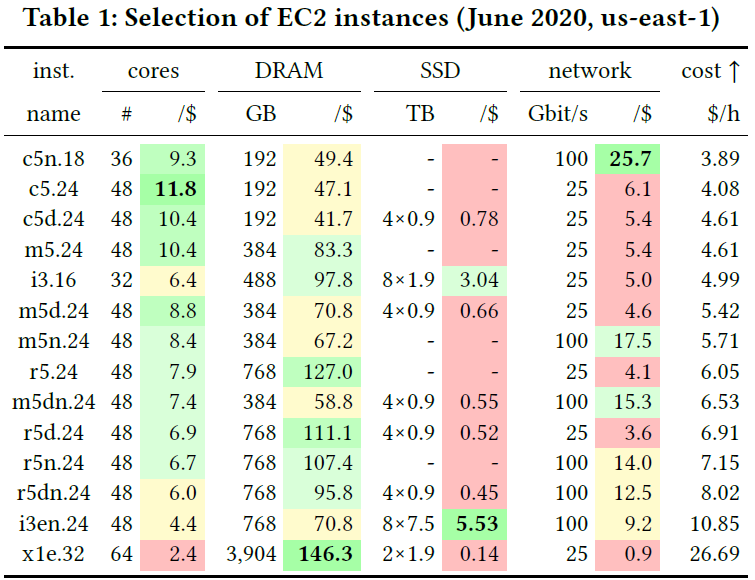 Table 1: Selection of EC2 instances (June 2020, us-east-1)
inst. cores DRAM SSD network cost ↑
name # /$ GB /$ TB /$ Gbit/s /$ $/h
c5n.18 36 9.3 192 49.4 - - 100 25.7 3.89
c5.24 48 11.8 192 47.1 - - 25 6.1 4.08
c5d.24 48 10.4 192 41.7 4×0.9 0.78 25 5.4 4.61
m5.24 48 10.4 384 83.3 - - 25 5.4 4.61
i3.16 32 6.4 488 97.8 8×1.9 3.04 25 5.0 4.99
m5d.24 48 8.8 384 70.8 4×0.9 0.66 25 4.6 5.42
m5n.24 48 8.4 384 67.2 - - 100 17.5 5.71
r5.24 48 7.9 768 127.0 - - 25 4.1 6.05
m5dn.24 48 7.4 384 58.8 4×0.9 0.55 100 15.3 6.53
r5d.24 48 6.9 768 111.1 4×0.9 0.52 25 3.6 6.91
r5n.24 48 6.7 768 107.4 - - 100 14.0 7.15
r5dn.24 48 6.0 768 95.8 4×0.9 0.45 100 12.5 8.02
i3en.24 48 4.4 768 70.8 8×7.5 5.53 100 9.2 10.85
x1e.32 64 2.4 3,904 146.3 2×1.9 0.14 25 0.9 26.69